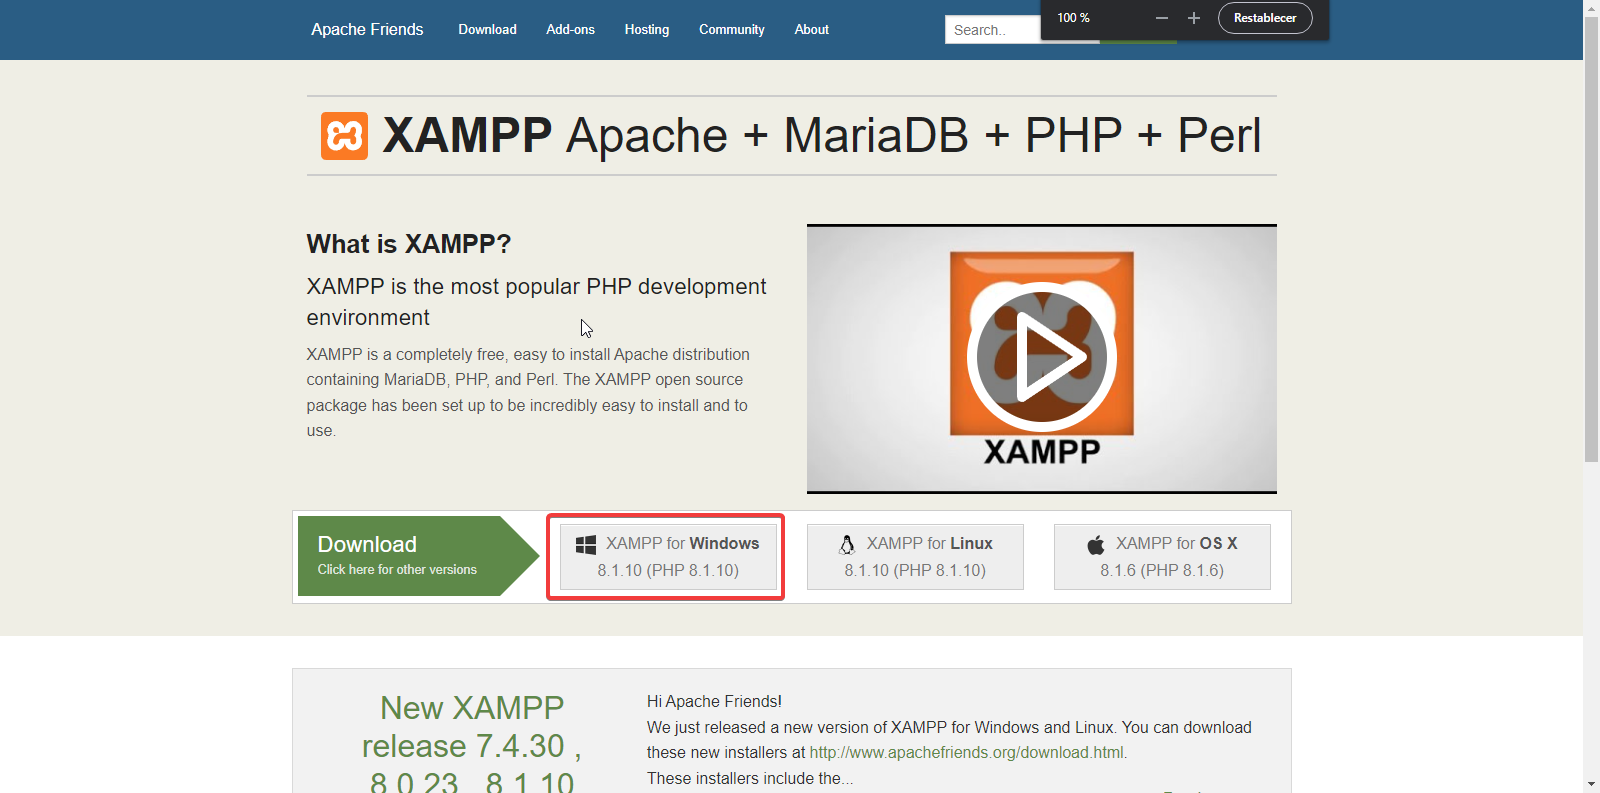 Apache Friends
Download
Add-ons
Hosting
Community
About
Search..
100 %
Restablecer
XAMPP Apache + MariaDB + PHP + Perl
What is XAMPP?
XAMPP is the most popular PHP development
environment
XAMPP is a completely free, easy to install Apache distribution
containing MariaDB, PHP, and Perl. The XAMPP open source
package has been set up to be incredibly easy to install and to
use.
XAMPP
Download
Click here for other versions
XAMPP for Windows
8.1.10 (PHP 8.1.10)
XAMPP for Linux
8.1.10 (PHP 8.1.10)
XAMPP for OS X
8.1.6 (PHP 8.1.6)
New XAMPP
release 7.4.30 ,
8.0.23 , 8.1.10
Hi Apache Friends!
We just released a new version of XAMPP for Windows and Linux. You can download
these new installers at http://www.apachefriends.org/download.html.
These installers include the...